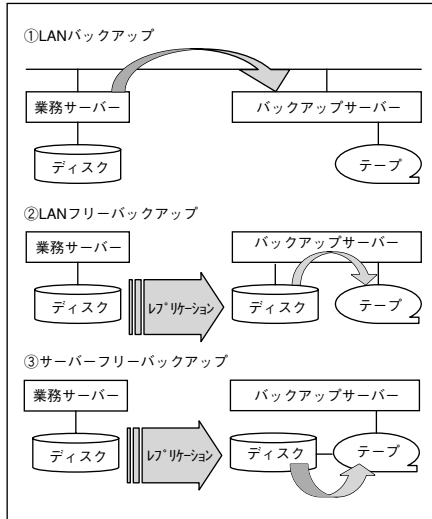 ①LANバックアップ
業務サーバー
バックアップサーバー
ディスク
テープ
②LANフリーバックアップ
業務サーバー
バックアップサーバー
ディスク
レプリケーション
ディスク
テープ
③サーバーフリーバックアップ
業務サーバー
バックアップサーバー
ディスク
レプリケーション
ディスク
テープ